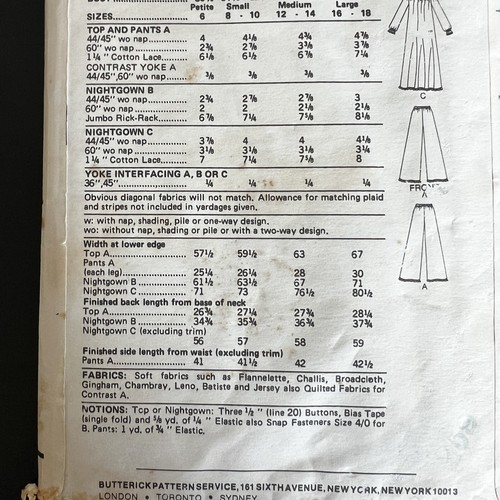 Petite Small Medium Large
SIZES 6 8 - 10 12 - 14 16 - 18
TOP AND PANTS A
44/45" wo nap 4 4⅛ 4¾ 4⅞
60" wo nap 2¾ 2⅞ 3⅜ 3⅞
1¼" Cotton Lace 6⅛ 6½ 6⅞ 7¼
CONTRAST YOKE A
44/45",60" wo nap ⅜ ⅜ ⅜ ⅜
NIGHTGOWN B
44/45" wo nap 2¾ 2⅞ 2⅞ 3
60" wo nap 2 2 2⅛ 2⅛
Jumbo Rick-Rack 6⅞ 7¼ 7⅝ 8⅛
NIGHTGOWN C
44/45" wo nap 3⅞ 4 4 4⅛
60" wo nap 3⅛ 3⅛ 3⅛ 3¼
1¼" Cotton Lace 7 7¼ 7⅝ 8
YOKE INTERFACING A, B OR C
36",45" ¼ ¼ ¼ ¼
Obvious diagonal fabrics will not match. Allowance for matching plaid
and stripes not included in yardages given.
w: with nap, shading, pile or one-way design.
wo: without nap, shading or pile or with a two-way design.
Width at lower edge
Top A 57½ 59½ 63 67
Pants A
(each leg) 25¼ 26¼ 28 30
Nightgown B 61½ 63½ 67 71
Nightgown C 71 73 76½ 80½
Finished back length from base of neck
Top A 26¾ 27¼ 27¾ 28¼
Nightgown B 34¾ 35¾ 36¾ 37¾
Nightgown C (excluding trim)
56 57 58 59
Finished side length from waist (excluding trim)
Pants A 41 41½ 42 42½
FABRICS: Soft fabrics such as Flannelette, Challis, Broadcloth,
Gingham, Chambray, Leno, Batiste and Jersey also Quilted Fabrics for
Contrast A.
NOTIONS: Top or Nightgown: Three ½" (line 20) Buttons, Bias Tape
(single fold) and ⅝ yd. of ¼" Elastic also Snap Fasteners Size 4/0 for
B. Pants: 1 yd. of ¾" Elastic.
BUTTERICK PATTERN SERVICE, 161 SIXTH AVENUE, NEW YORK, NEW YORK 10013
LONDON • TORONTO • SYDNEY
C
FRONT
A
A